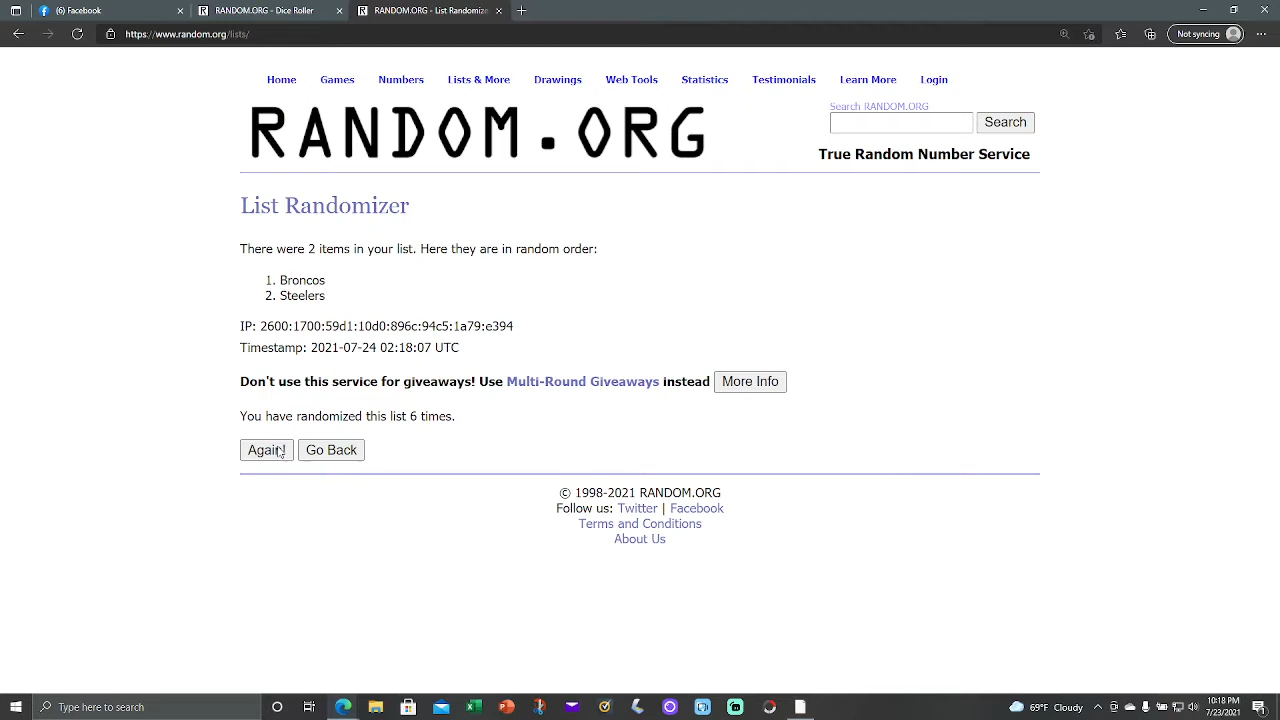 (6) Facebook
RANDOM.ORG - Dice Roller
RANDOM.ORG - List Randomizer
https://www.random.org/lists/
Not syncing
Home Games Numbers Lists & More Drawings Web Tools Statistics Testimonials Learn More Login
RANDOM.ORG
Search RANDOM.ORG
Search
True Random Number Service
List Randomizer
There were 2 items in your list. Here they are in random order:
1. Broncos
2. Steelers
IP: 2600:1700:59d1:10d0:896c:94c5:1a79:e394
Timestamp: 2021-07-24 02:18:07 UTC
Don't use this service for giveaways! Use Multi-Round Giveaways instead More Info
You have randomized this list 6 times.
Again! Go Back
© 1998-2021 RANDOM.ORG
Follow us: Twitter | Facebook
Terms and Conditions
About Us
Type here to search
69°F Cloudy
10:18 PM
7/23/2021